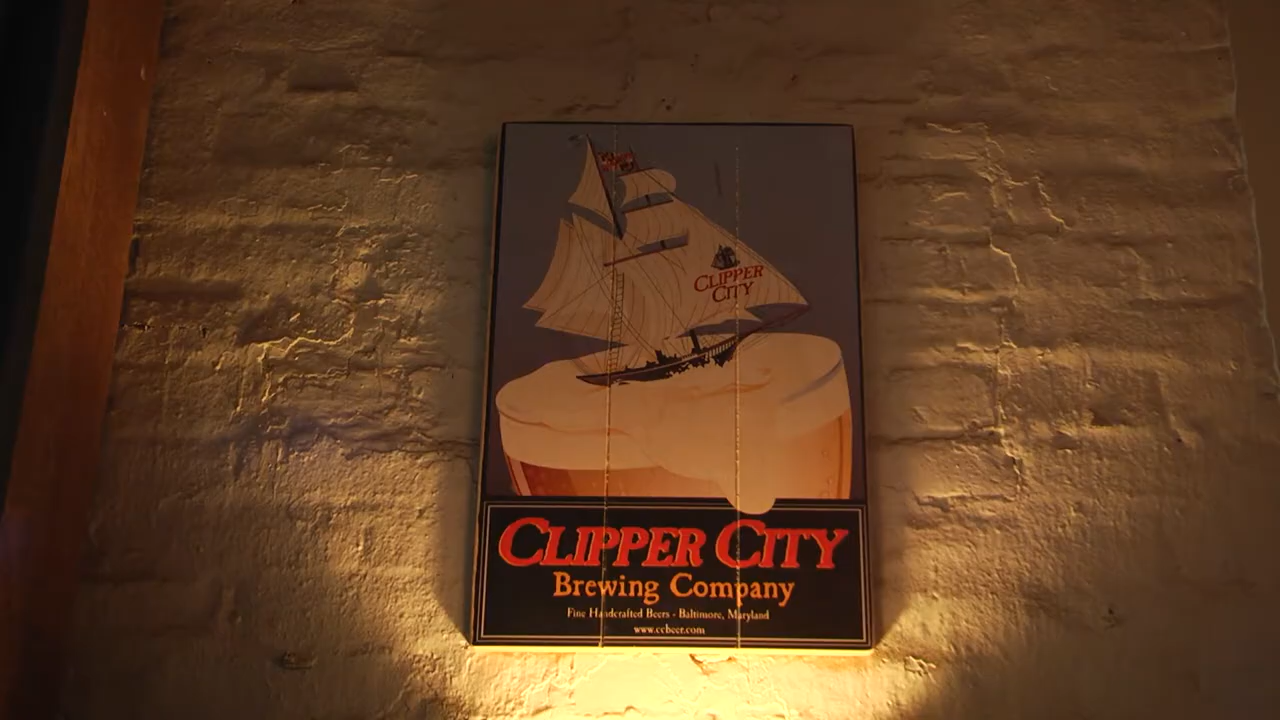 CLIPPER
CITY
CLIPPER CITY
Brewing Company
Fine Handcrafted Beers - Baltimore, Maryland
www.ccbeer.com